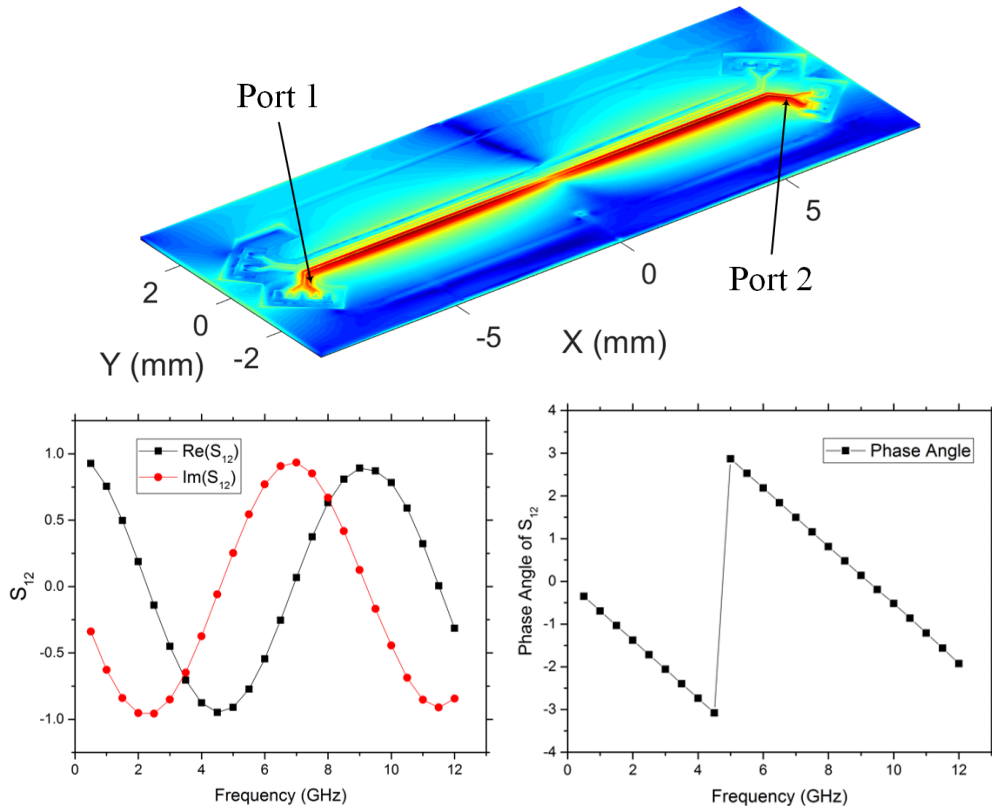 Port 1
Port 2
2
0
-2
Y (mm)
-5
0
5
X (mm)
Re(S12)
Im(S12)
1.0
0.5
0.0
-0.5
-1.0
S12
0 2 4 6 8 10 12
Frequency (GHz)
Phase Angle
4
3
2
1
0
-1
-2
-3
-4
Phase Angle of S12
0 2 4 6 8 10 12
Frequency (GHz)